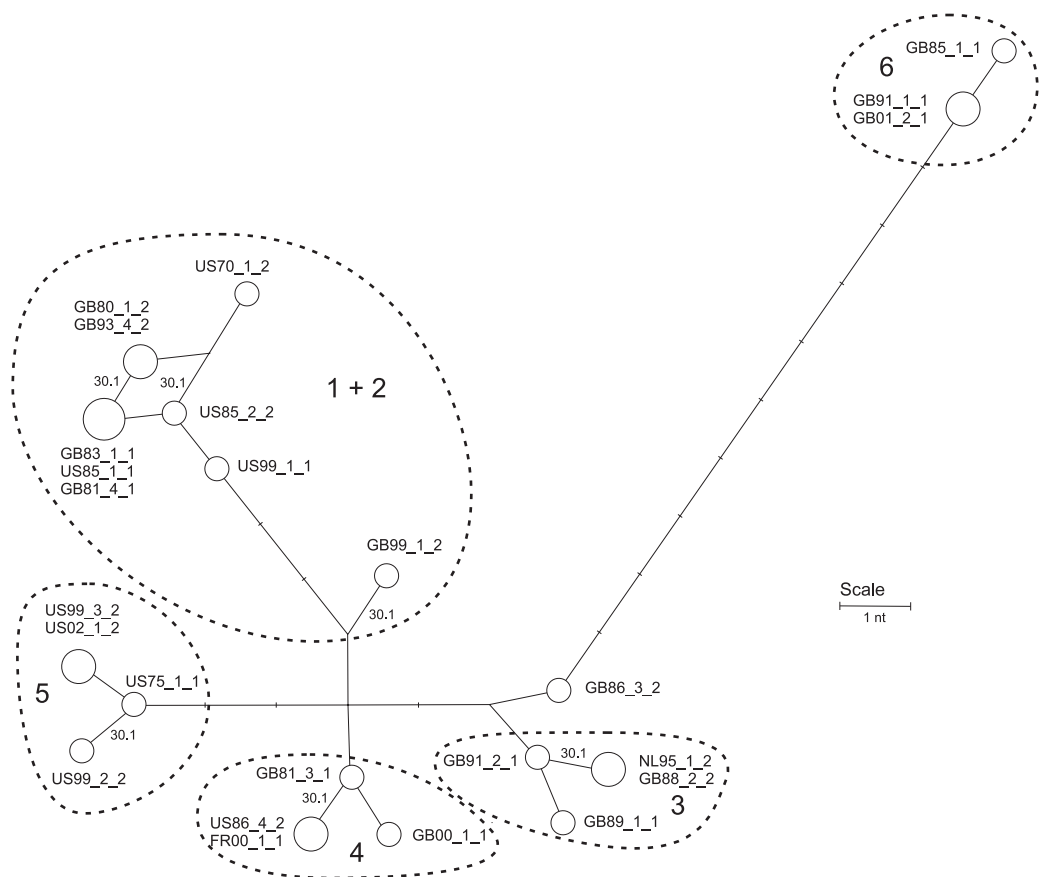 GB85_1_1
6
GB91_1_1
GB01_2_1
US70_1_2
GB80_1_2
GB93_4_2
30.1
30.1
1 + 2
US85_2_2
GB83_1_1
US85_1_1
GB81_4_1
US99_1_1
GB99_1_2
30.1
Scale
1 nt
US99_3_2
US02_1_2
5
US75_1_1
30.1
US99_2_2
GB86_3_2
GB91_2_1
30.1
NL95_1_2
GB88_2_2
3
GB89_1_1
GB81_3_1
30.1
US86_4_2
FR00_1_1
4
GB00_1_1